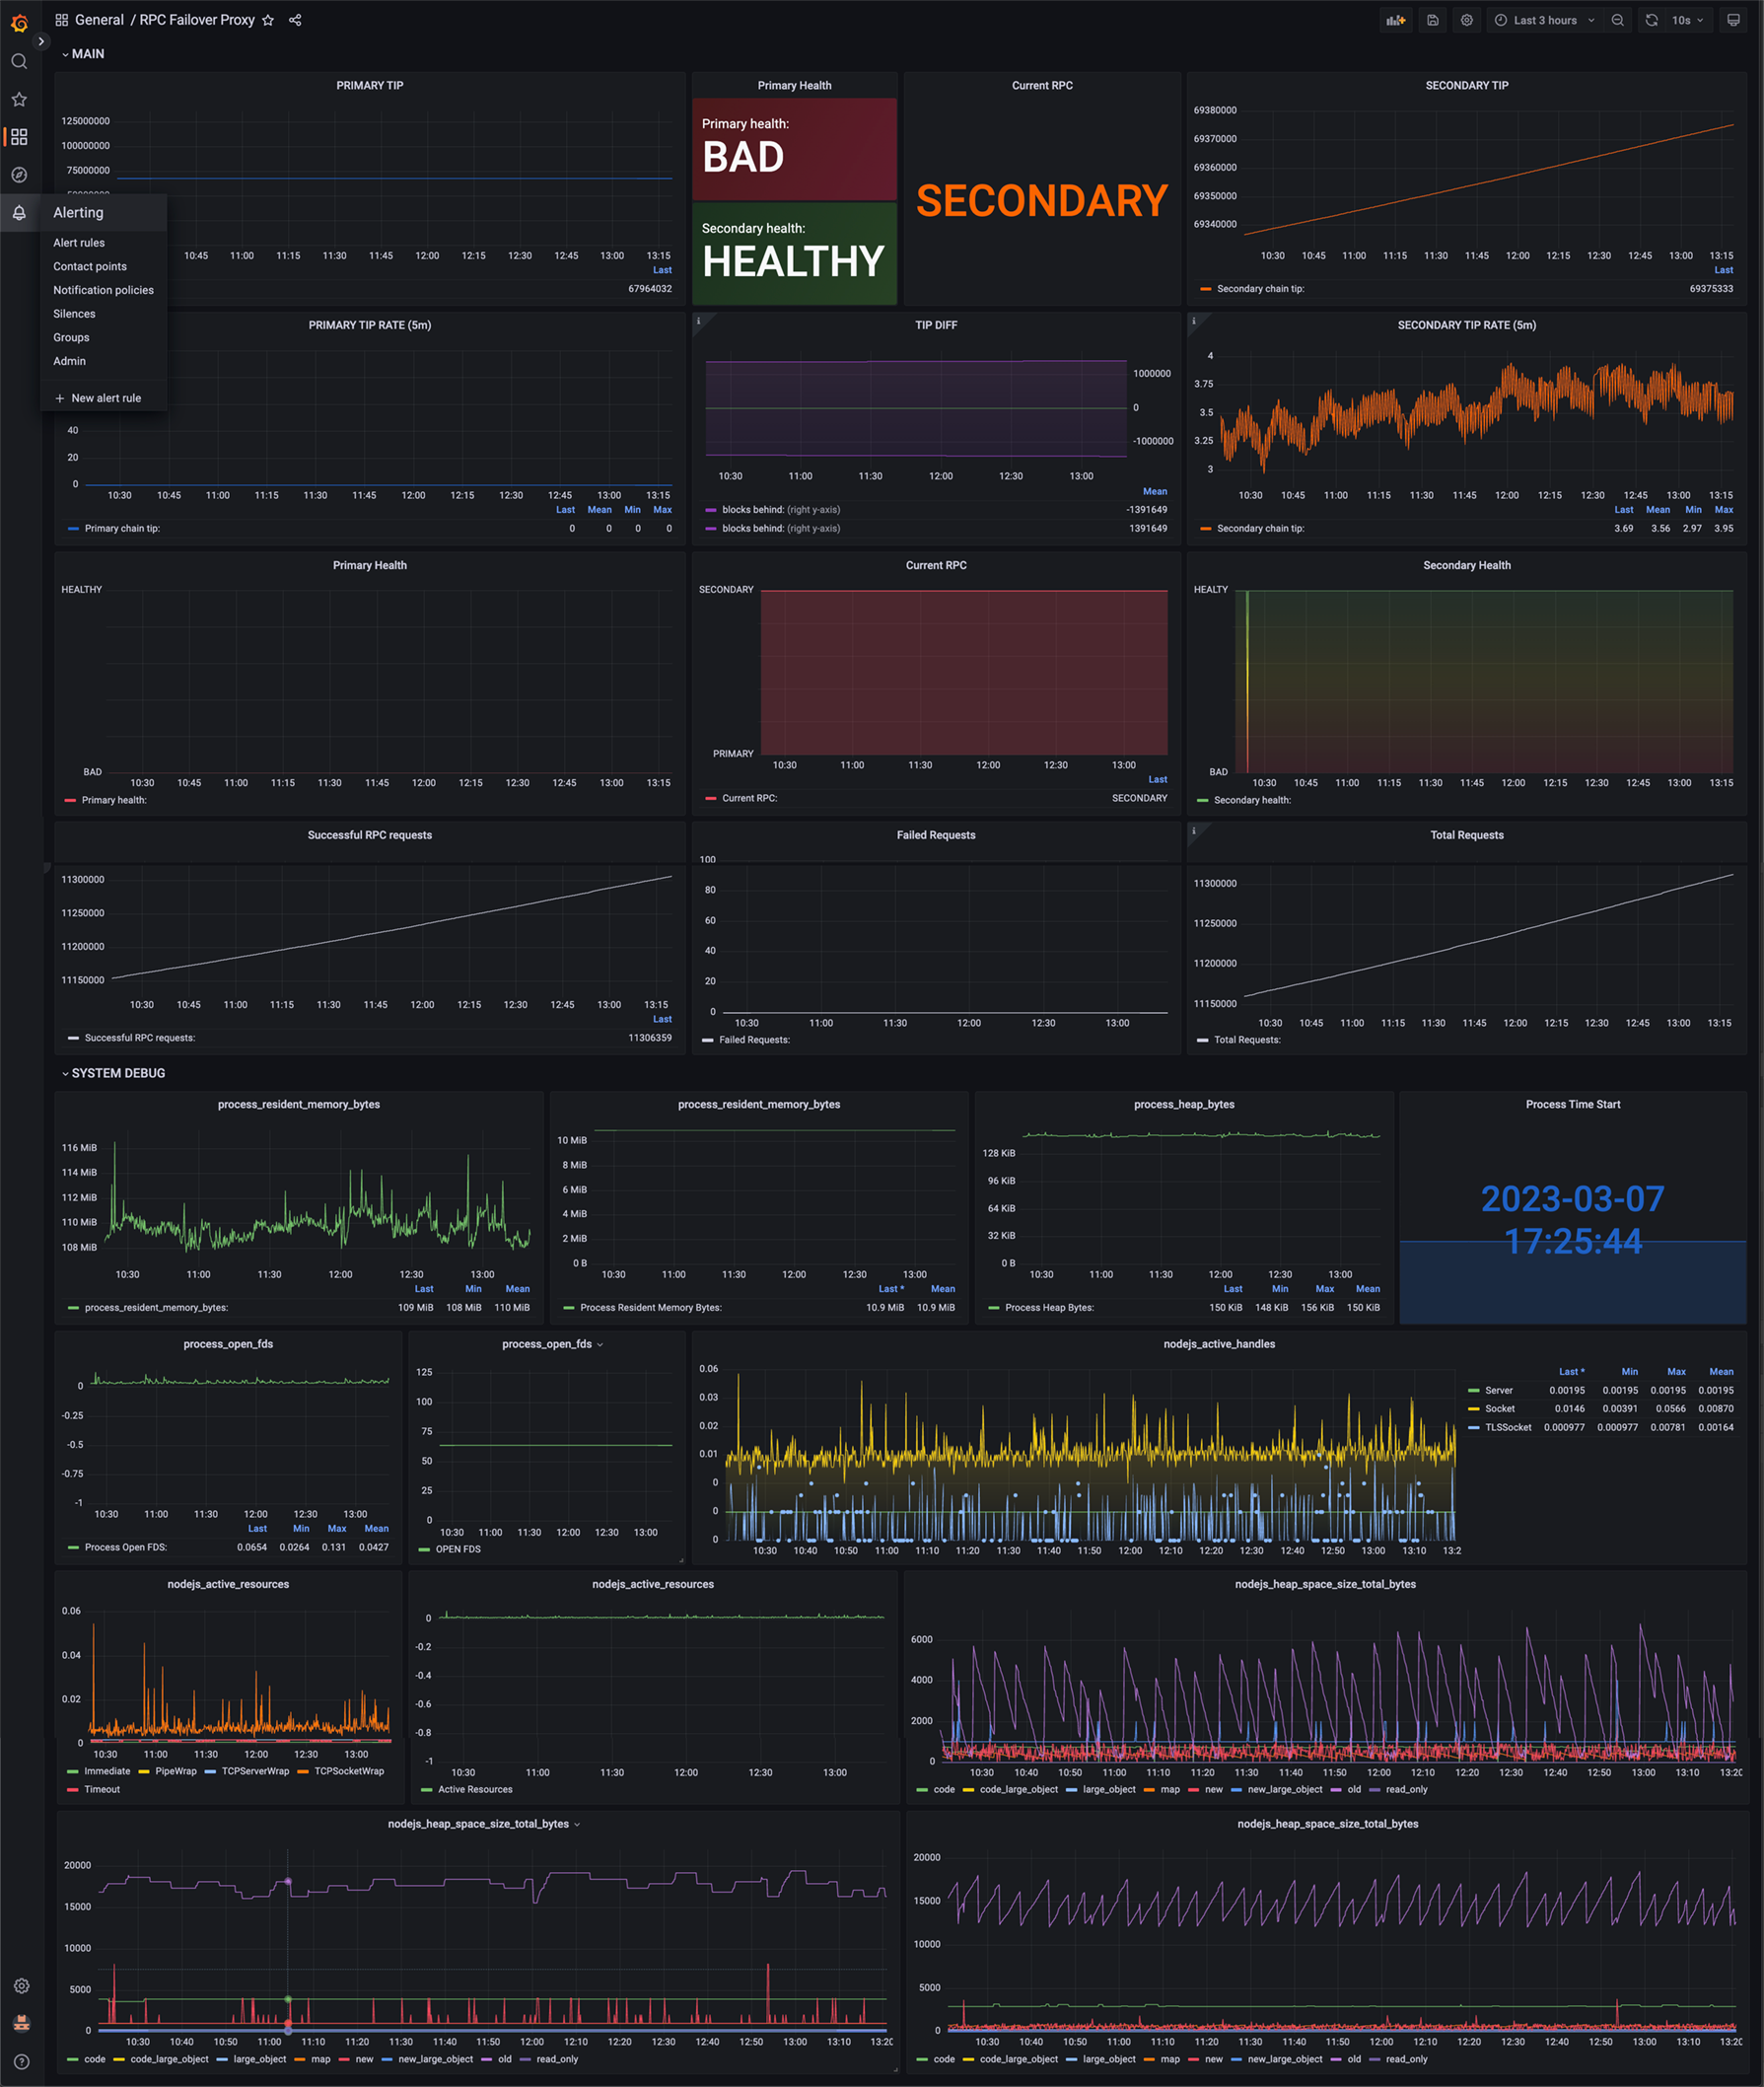 General / RPC Failover Proxy
Last 3 hours
10s
MAIN
PRIMARY TIP
125000000
100000000
75000000
10:45 11:00 11:15 11:30 11:45 12:00 12:15 12:30 12:45 13:00 13:15
Last
67964032
Primary Health
Primary health:
BAD
Secondary health:
HEALTHY
Current RPC
SECONDARY
SECONDARY TIP
69380000
69370000
69360000
69350000
69340000
10:30 10:45 11:00 11:15 11:30 11:45 12:00 12:15 12:30 12:45 13:00 13:15
Last
Secondary chain tip: 69375333
Alerting
Alert rules
Contact points
Notification policies
Silences
Groups
Admin
+ New alert rule
PRIMARY TIP RATE (5m)
40
20
0
10:30 10:45 11:00 11:15 11:30 11:45 12:00 12:15 12:30 12:45 13:00 13:15
Last Mean Min Max
Primary chain tip: 0 0 0 0
TIP DIFF
1000000
0
-1000000
10:30 11:00 11:30 12:00 12:30 13:00
Mean
blocks behind: (right y-axis) -1391649
blocks behind: (right y-axis) 1391649
SECONDARY TIP RATE (5m)
4
3.75
3.5
3.25
3
10:30 10:45 11:00 11:15 11:30 11:45 12:00 12:15 12:30 12:45 13:00 13:15
Last Mean Min Max
Secondary chain tip: 3.69 3.56 2.97 3.95
Primary Health
HEALTHY
BAD
10:30 10:45 11:00 11:15 11:30 11:45 12:00 12:15 12:30 12:45 13:00 13:15
Primary health:
Current RPC
SECONDARY
PRIMARY
10:30 11:00 11:30 12:00 12:30 13:00
Last
Current RPC: SECONDARY
Secondary Health
HEALTY
BAD
10:30 10:45 11:00 11:15 11:30 11:45 12:00 12:15 12:30 12:45 13:00 13:15
Secondary health:
Successful RPC requests
11300000
11250000
11200000
11150000
10:30 10:45 11:00 11:15 11:30 11:45 12:00 12:15 12:30 12:45 13:00 13:15
Last
Successful RPC requests: 11306359
Failed Requests
100
80
60
40
20
0
10:30 11:00 11:30 12:00 12:30 13:00
Failed Requests:
Total Requests
11300000
11250000
11200000
11150000
10:30 10:45 11:00 11:15 11:30 11:45 12:00 12:15 12:30 12:45 13:00 13:15
Total Requests:
SYSTEM DEBUG
process_resident_memory_bytes
116 MiB
114 MiB
112 MiB
110 MiB
108 MiB
10:30 11:00 11:30 12:00 12:30 13:00
Last Min Mean
process_resident_memory_bytes: 109 MiB 108 MiB 110 MiB
process_resident_memory_bytes
10 MiB
8 MiB
6 MiB
4 MiB
2 MiB
0 B
10:30 11:00 11:30 12:00 12:30 13:00
Last * Mean
Process Resident Memory Bytes: 10.9 MiB 10.9 MiB
process_heap_bytes
128 KiB
96 KiB
64 KiB
32 KiB
0 B
10:30 11:00 11:30 12:00 12:30 13:00
Last Min Max Mean
Process Heap Bytes: 150 KiB 148 KiB 156 KiB 150 KiB
Process Time Start
2023-03-07
17:25:44
process_open_fds
0
-0.25
-0.5
-0.75
-1
10:30 11:00 11:30 12:00 12:30 13:00
Last Min Max Mean
Process Open FDS: 0.0654 0.0264 0.131 0.0427
process_open_fds
125
100
75
50
25
0
10:30 11:00 11:30 12:00 12:30 13:00
OPEN FDS
nodejs_active_handles
0.06
0.03
0.02
0.01
0
0
0
10:30 10:40 10:50 11:00 11:10 11:20 11:30 11:40 11:50 12:00 12:10 12:20 12:30 12:40 12:50 13:00 13:10 13:2
Last * Min Max Mean
Server 0.00195 0.00195 0.00195 0.00195
Socket 0.0146 0.00391 0.0566 0.00870
TLSSocket 0.000977 0.000977 0.00781 0.00164
nodejs_active_resources
0.06
0.04
0.02
0
10:30 11:00 11:30 12:00 12:30 13:00
Immediate PipeWrap TCPServerWrap TCPSocketWrap
Timeout
nodejs_active_resources
0
-0.2
-0.4
-0.6
-0.8
-1
10:30 11:00 11:30 12:00 12:30 13:00
Active Resources
nodejs_heap_space_size_total_bytes
6000
4000
2000
0
10:30 10:40 10:50 11:00 11:10 11:20 11:30 11:40 11:50 12:00 12:10 12:20 12:30 12:40 12:50 13:00 13:10 13:20
code code_large_object large_object map new new_large_object old read_only
nodejs_heap_space_size_total_bytes
20000
15000
10000
5000
0
10:30 10:40 10:50 11:00 11:10 11:20 11:30 11:40 11:50 12:00 12:10 12:20 12:30 12:40 12:50 13:00 13:10 13:20
code code_large_object large_object map new new_large_object old read_only
nodejs_heap_space_size_total_bytes
20000
15000
10000
5000
0
10:30 10:40 10:50 11:00 11:10 11:20 11:30 11:40 11:50 12:00 12:10 12:20 12:30 12:40 12:50 13:00 13:10 13:20
code code_large_object large_object map new new_large_object old read_only